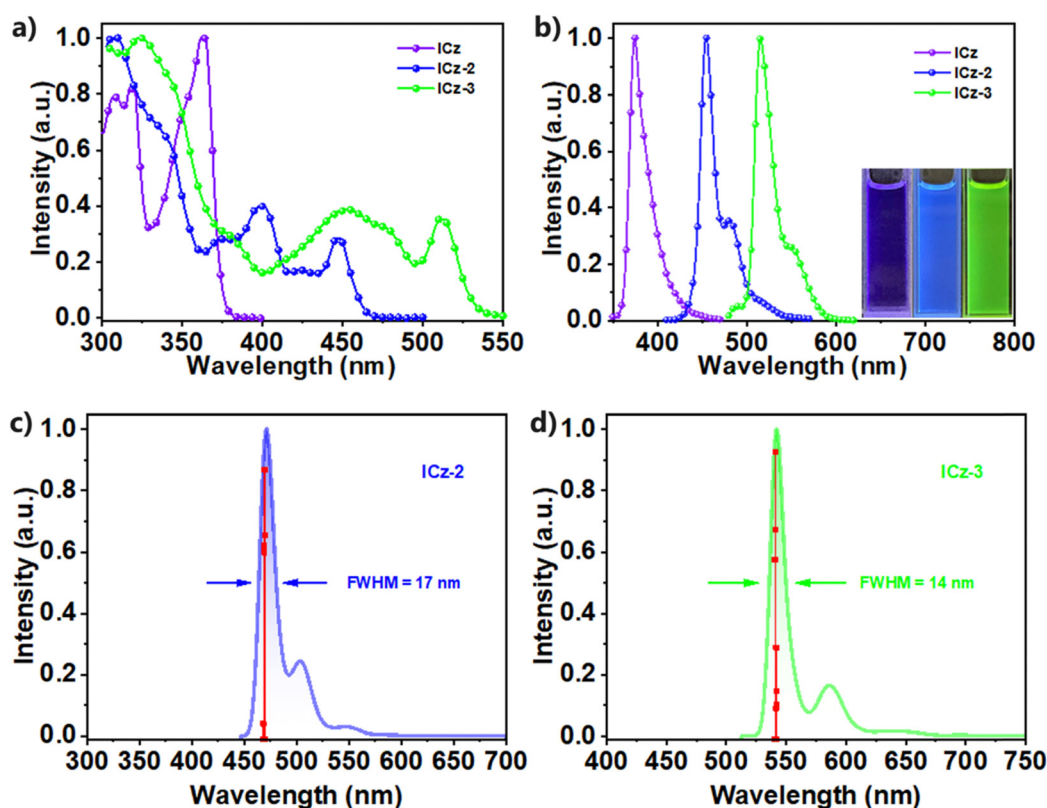 a)
1.0
0.8
0.6
0.4
0.2
0.0
Intensity (a.u.)
ICz
ICz-2
ICz-3
300 350 400 450 500 550
Wavelength (nm)
b)
1.0
0.8
0.6
0.4
0.2
0.0
Intensity (a.u.)
ICz
ICz-2
ICz-3
400 500 600 700 800
Wavelength (nm)
c)
1.0
0.8
0.6
0.4
0.2
0.0
Intensity (a.u.)
ICz-2
FWHM = 17 nm
300 350 400 450 500 550 600 650 700
Wavelength (nm)
d)
1.0
0.8
0.6
0.4
0.2
0.0
Intensity (a.u.)
ICz-3
FWHM = 14 nm
400 450 500 550 600 650 700 750
Wavelength (nm)